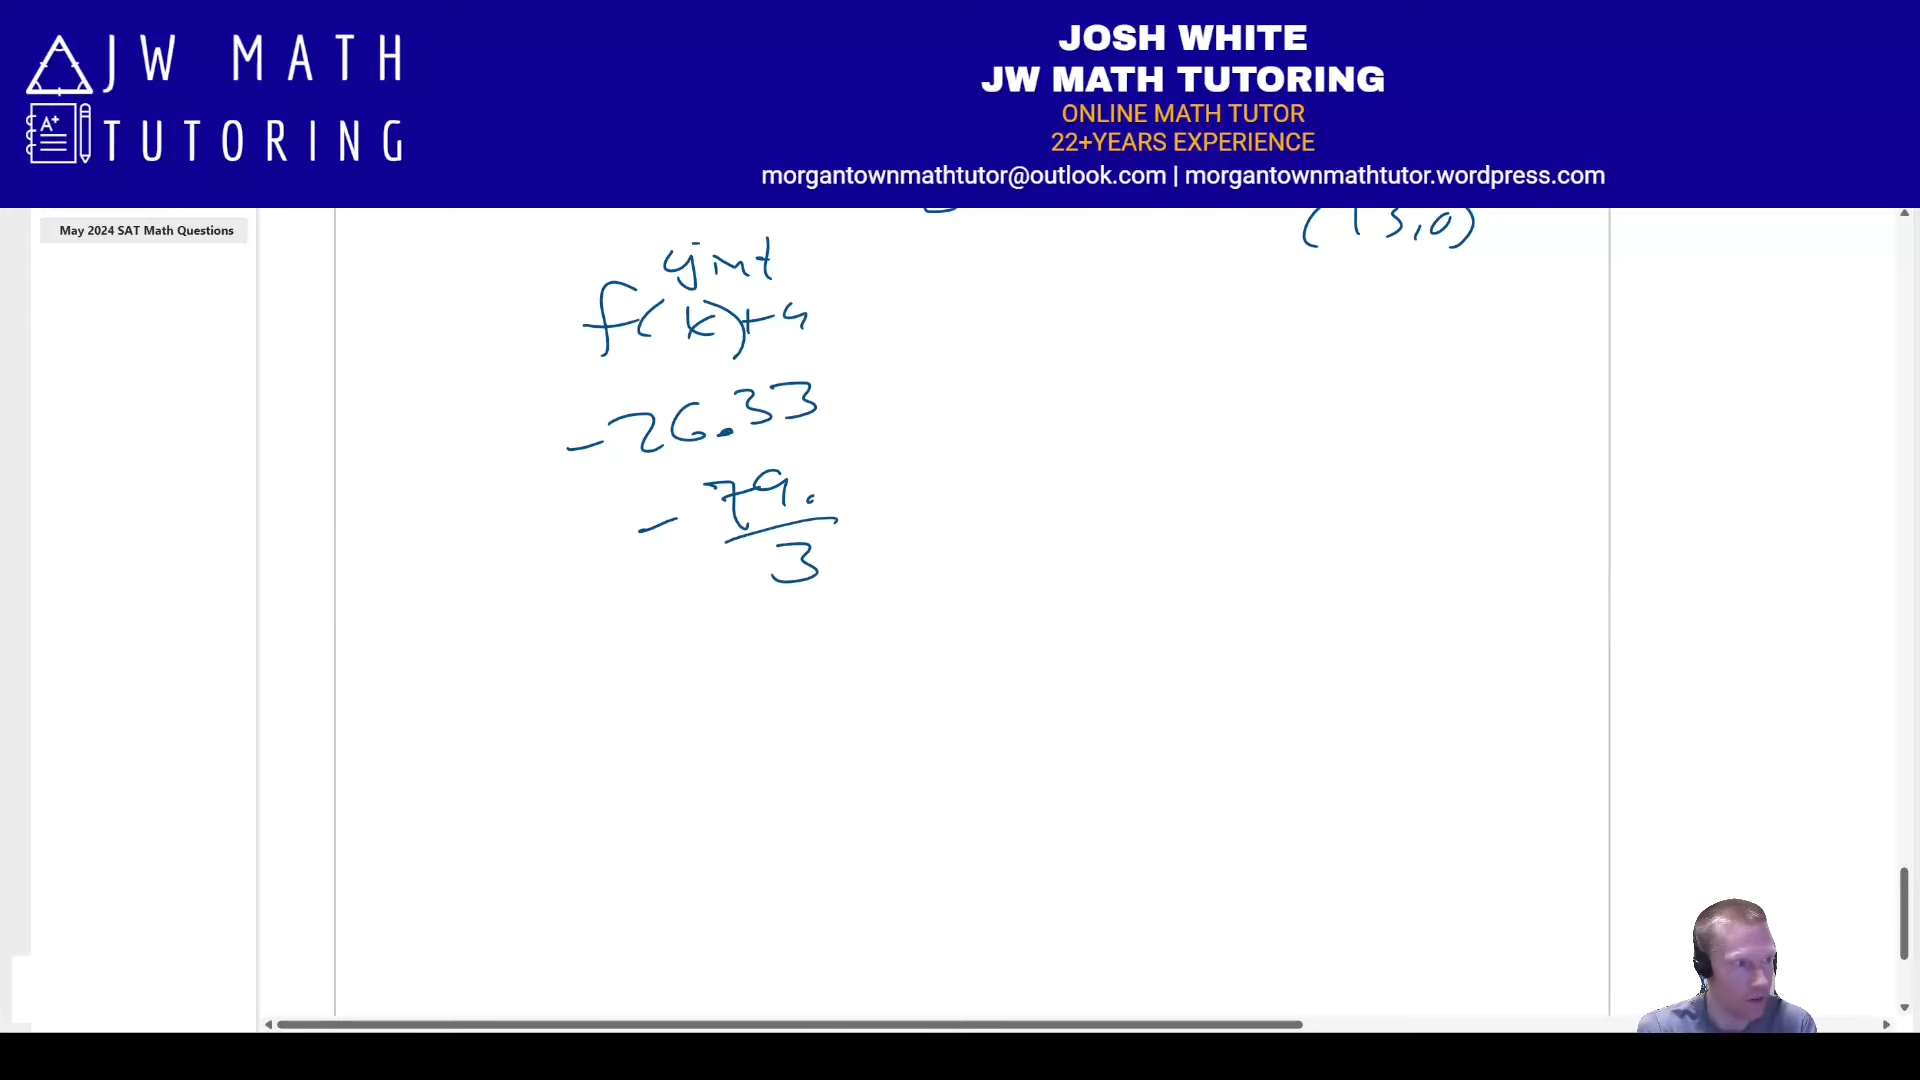 JW MATH
TUTORING
A+
JOSH WHITE
JW MATH TUTORING
ONLINE MATH TUTOR
22+YEARS EXPERIENCE
morgantownmathtutor@outlook.com | morgantownmathtutor.wordpress.com
May 2024 SAT Math Questions
(13,0)
y int
f(k)+4
-26.33
- 79.
3